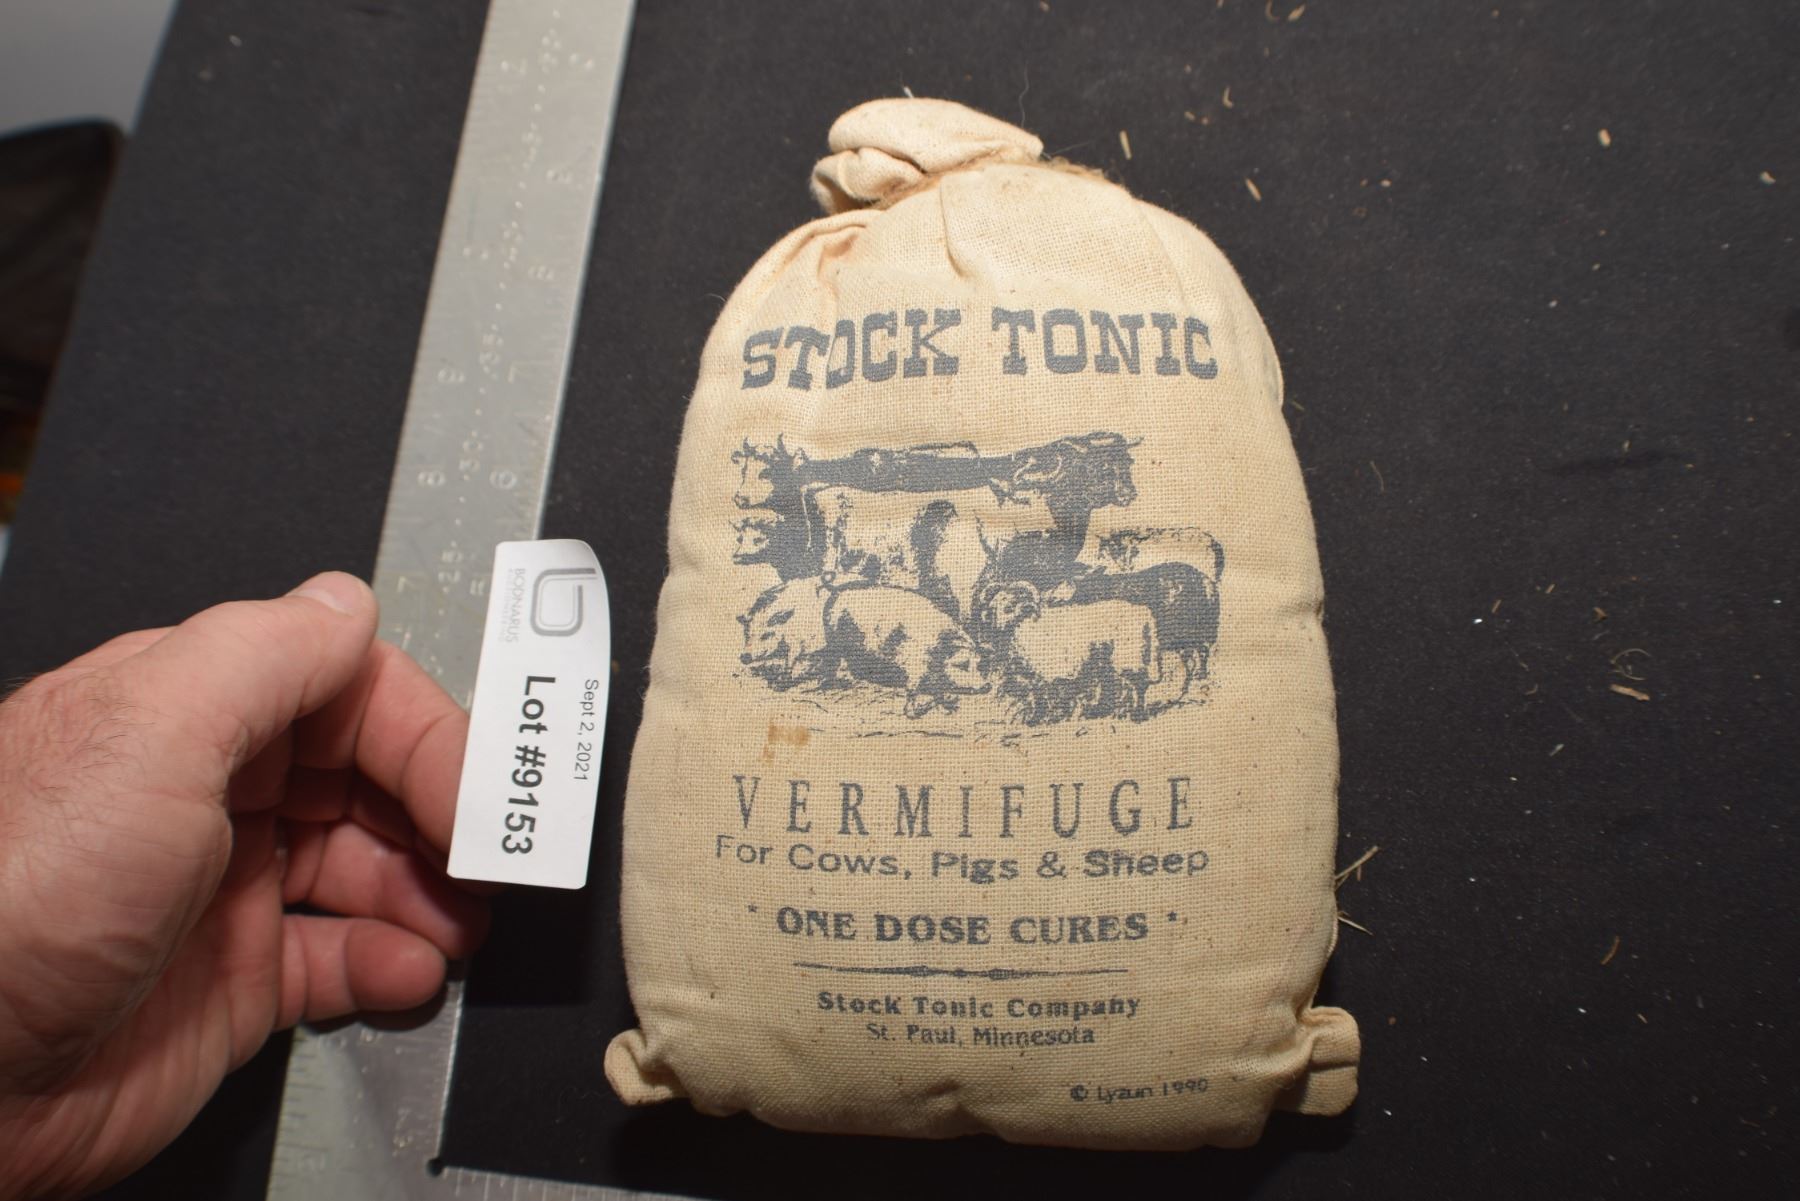 STOCK TONIC
VERMIFUGE
For Cows, Pigs & Sheep
* ONE DOSE CURES *
Stock Tonic Company
St. Paul, Minnesota
© Lyzun 1990
BODNARUS
Sept 2, 2021
Lot #9153